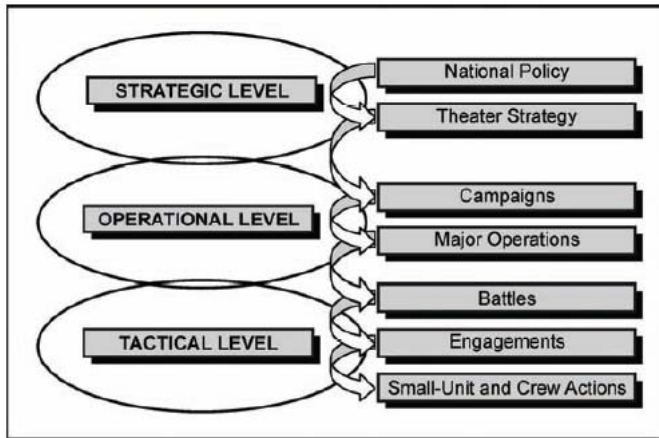 STRATEGIC LEVEL
National Policy
Theater Strategy
OPERATIONAL LEVEL
Campaigns
Major Operations
TACTICAL LEVEL
Battles
Engagements
Small-Unit and Crew Actions